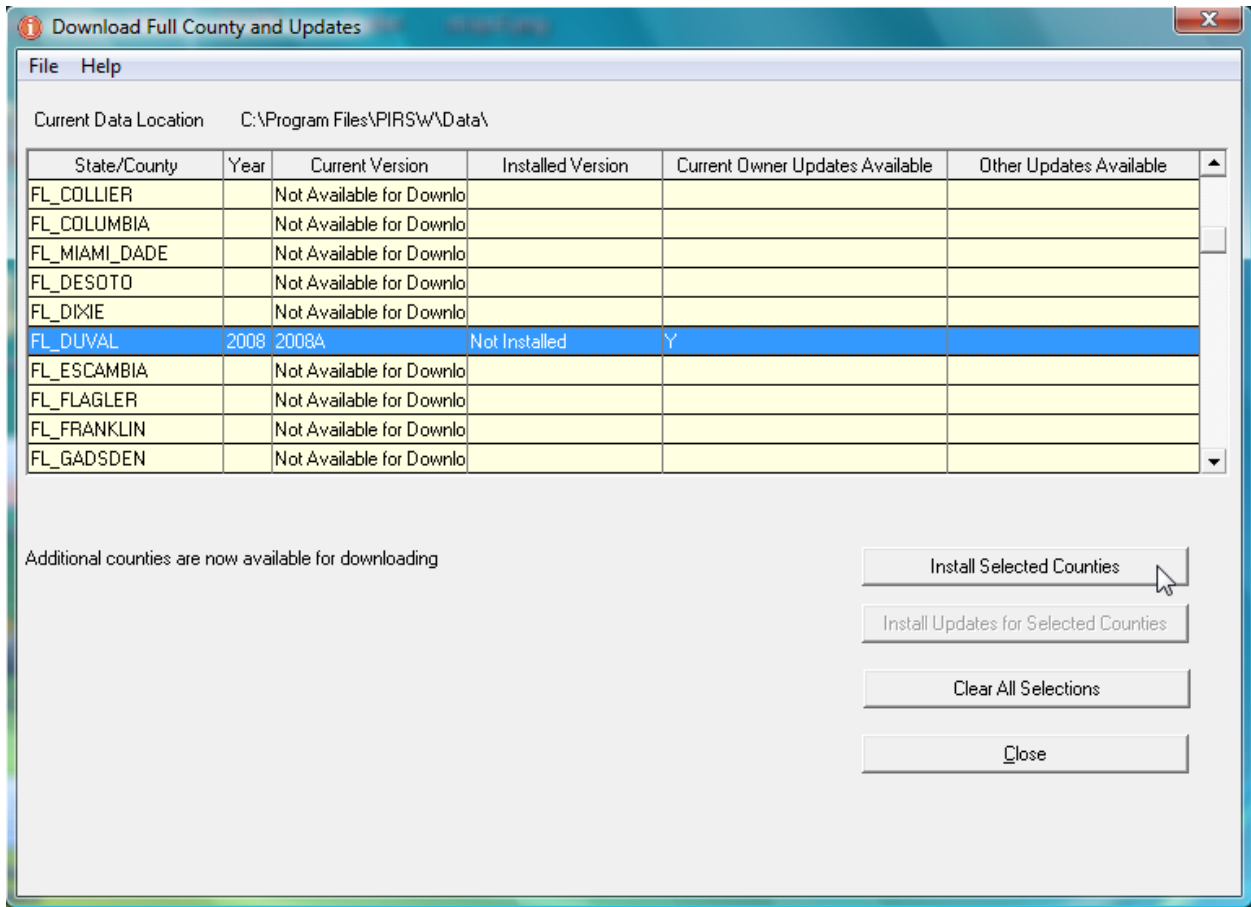 Download Full County and Updates
x
File Help
Current Data Location C:\Program Files\PIRSW\Data\
State/County Year Current Version Installed Version Current Owner Updates Available Other Updates Available
FL_COLLIER Not Available for Downlo
FL_COLUMBIA Not Available for Downlo
FL_MIAMI_DADE Not Available for Downlo
FL_DESOTO Not Available for Downlo
FL_DIXIE Not Available for Downlo
FL_DUVAL 2008 2008A Not Installed Y
FL_ESCAMBIA Not Available for Downlo
FL_FLAGLER Not Available for Downlo
FL_FRANKLIN Not Available for Downlo
FL_GADSDEN Not Available for Downlo
Additional counties are now available for downloading
Install Selected Counties
Install Updates for Selected Counties
Clear All Selections
Close